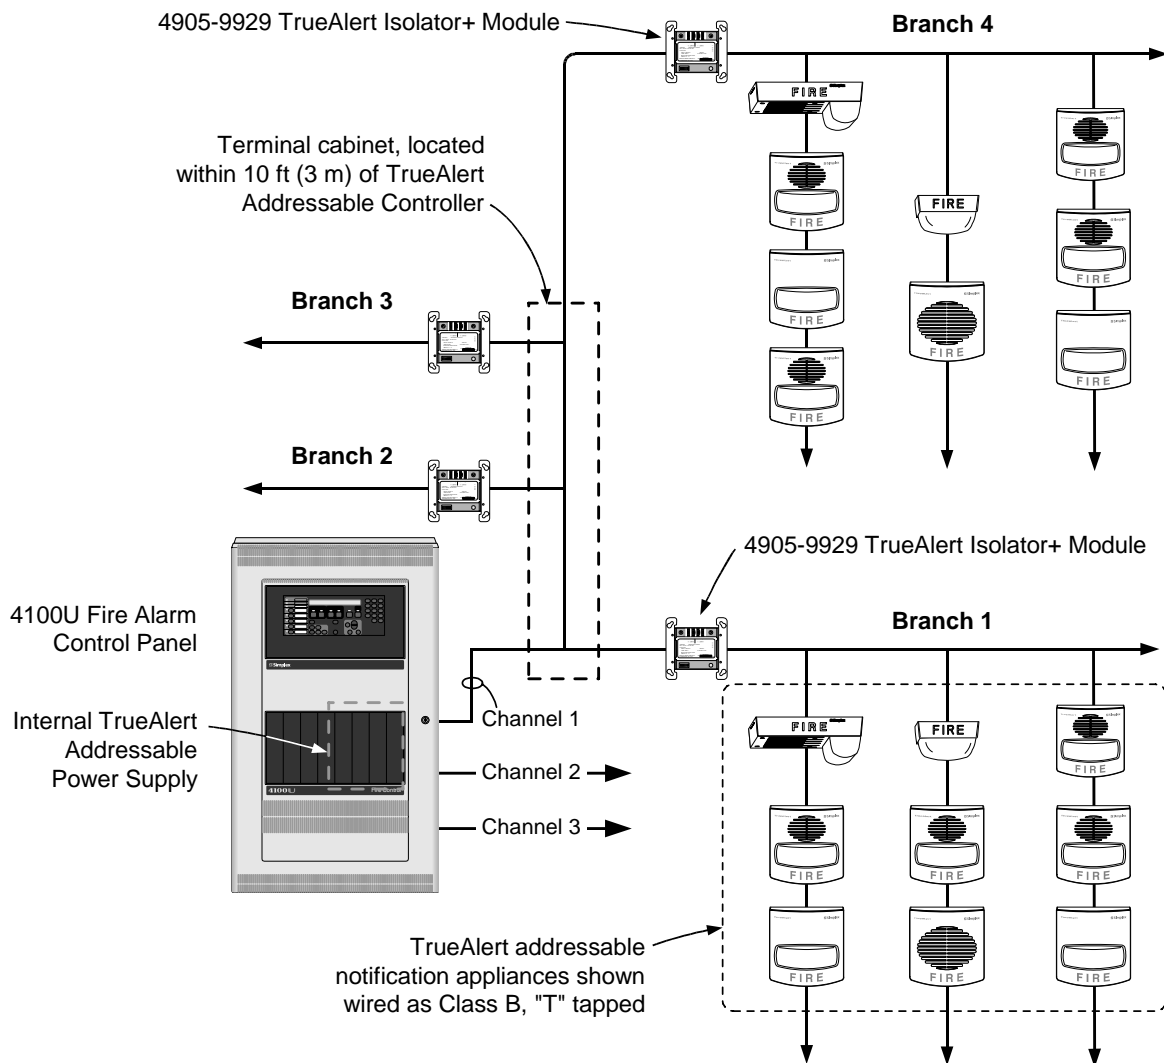 4905-9929 TrueAlert Isolator+ Module
Branch 4
Terminal cabinet, located
within 10 ft (3 m) of TrueAlert
Addressable Controller
FIRE
FIRE
FIRE
FIRE
FIRE
FIRE
FIRE
FIRE
FIRE
Branch 3
Branch 2
4905-9929 TrueAlert Isolator+ Module
Branch 1
4100U Fire Alarm
Control Panel
Simplex
Internal TrueAlert
Addressable
Power Supply
4100U
Channel 1
Channel 2
Channel 3
FIRE
FIRE
FIRE
FIRE
FIRE
FIRE
FIRE
FIRE
FIRE
TrueAlert addressable
notification appliances shown
wired as Class B, "T" tapped